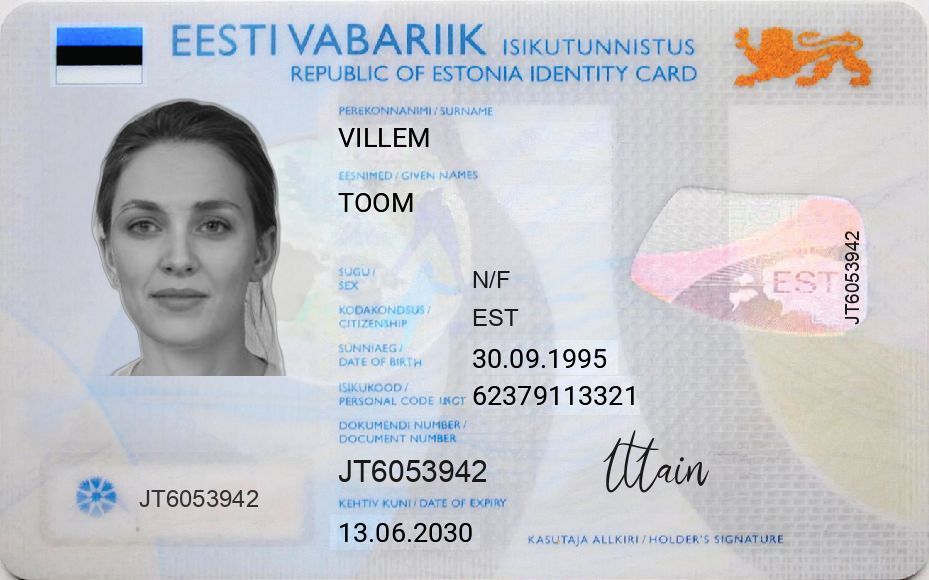 EESTI VABARIIK ISIKUTUNNISTUS
REPUBLIC OF ESTONIA IDENTITY CARD
PEREKONNANIMI / SURNAME
VILLEM
EESNIMED / GIVEN NAMES
TOOM
SUGU /
SEX
N/F
KODAKONDSUS /
CITIZENSHIP
EST
SÜNNIAEG /
DATE OF BIRTH
30.09.1995
ISIKUKOOD /
PERSONAL CODE
62379113321
DOKUMENDI NUMBER /
DOCUMENT NUMBER
JT6053942
KEHTIV KUNI / DATE OF EXPIRY
13.06.2030
KASUTAJA ALLKIRI / HOLDER'S SIGNATURE
JT6053942
EST
JT6053942